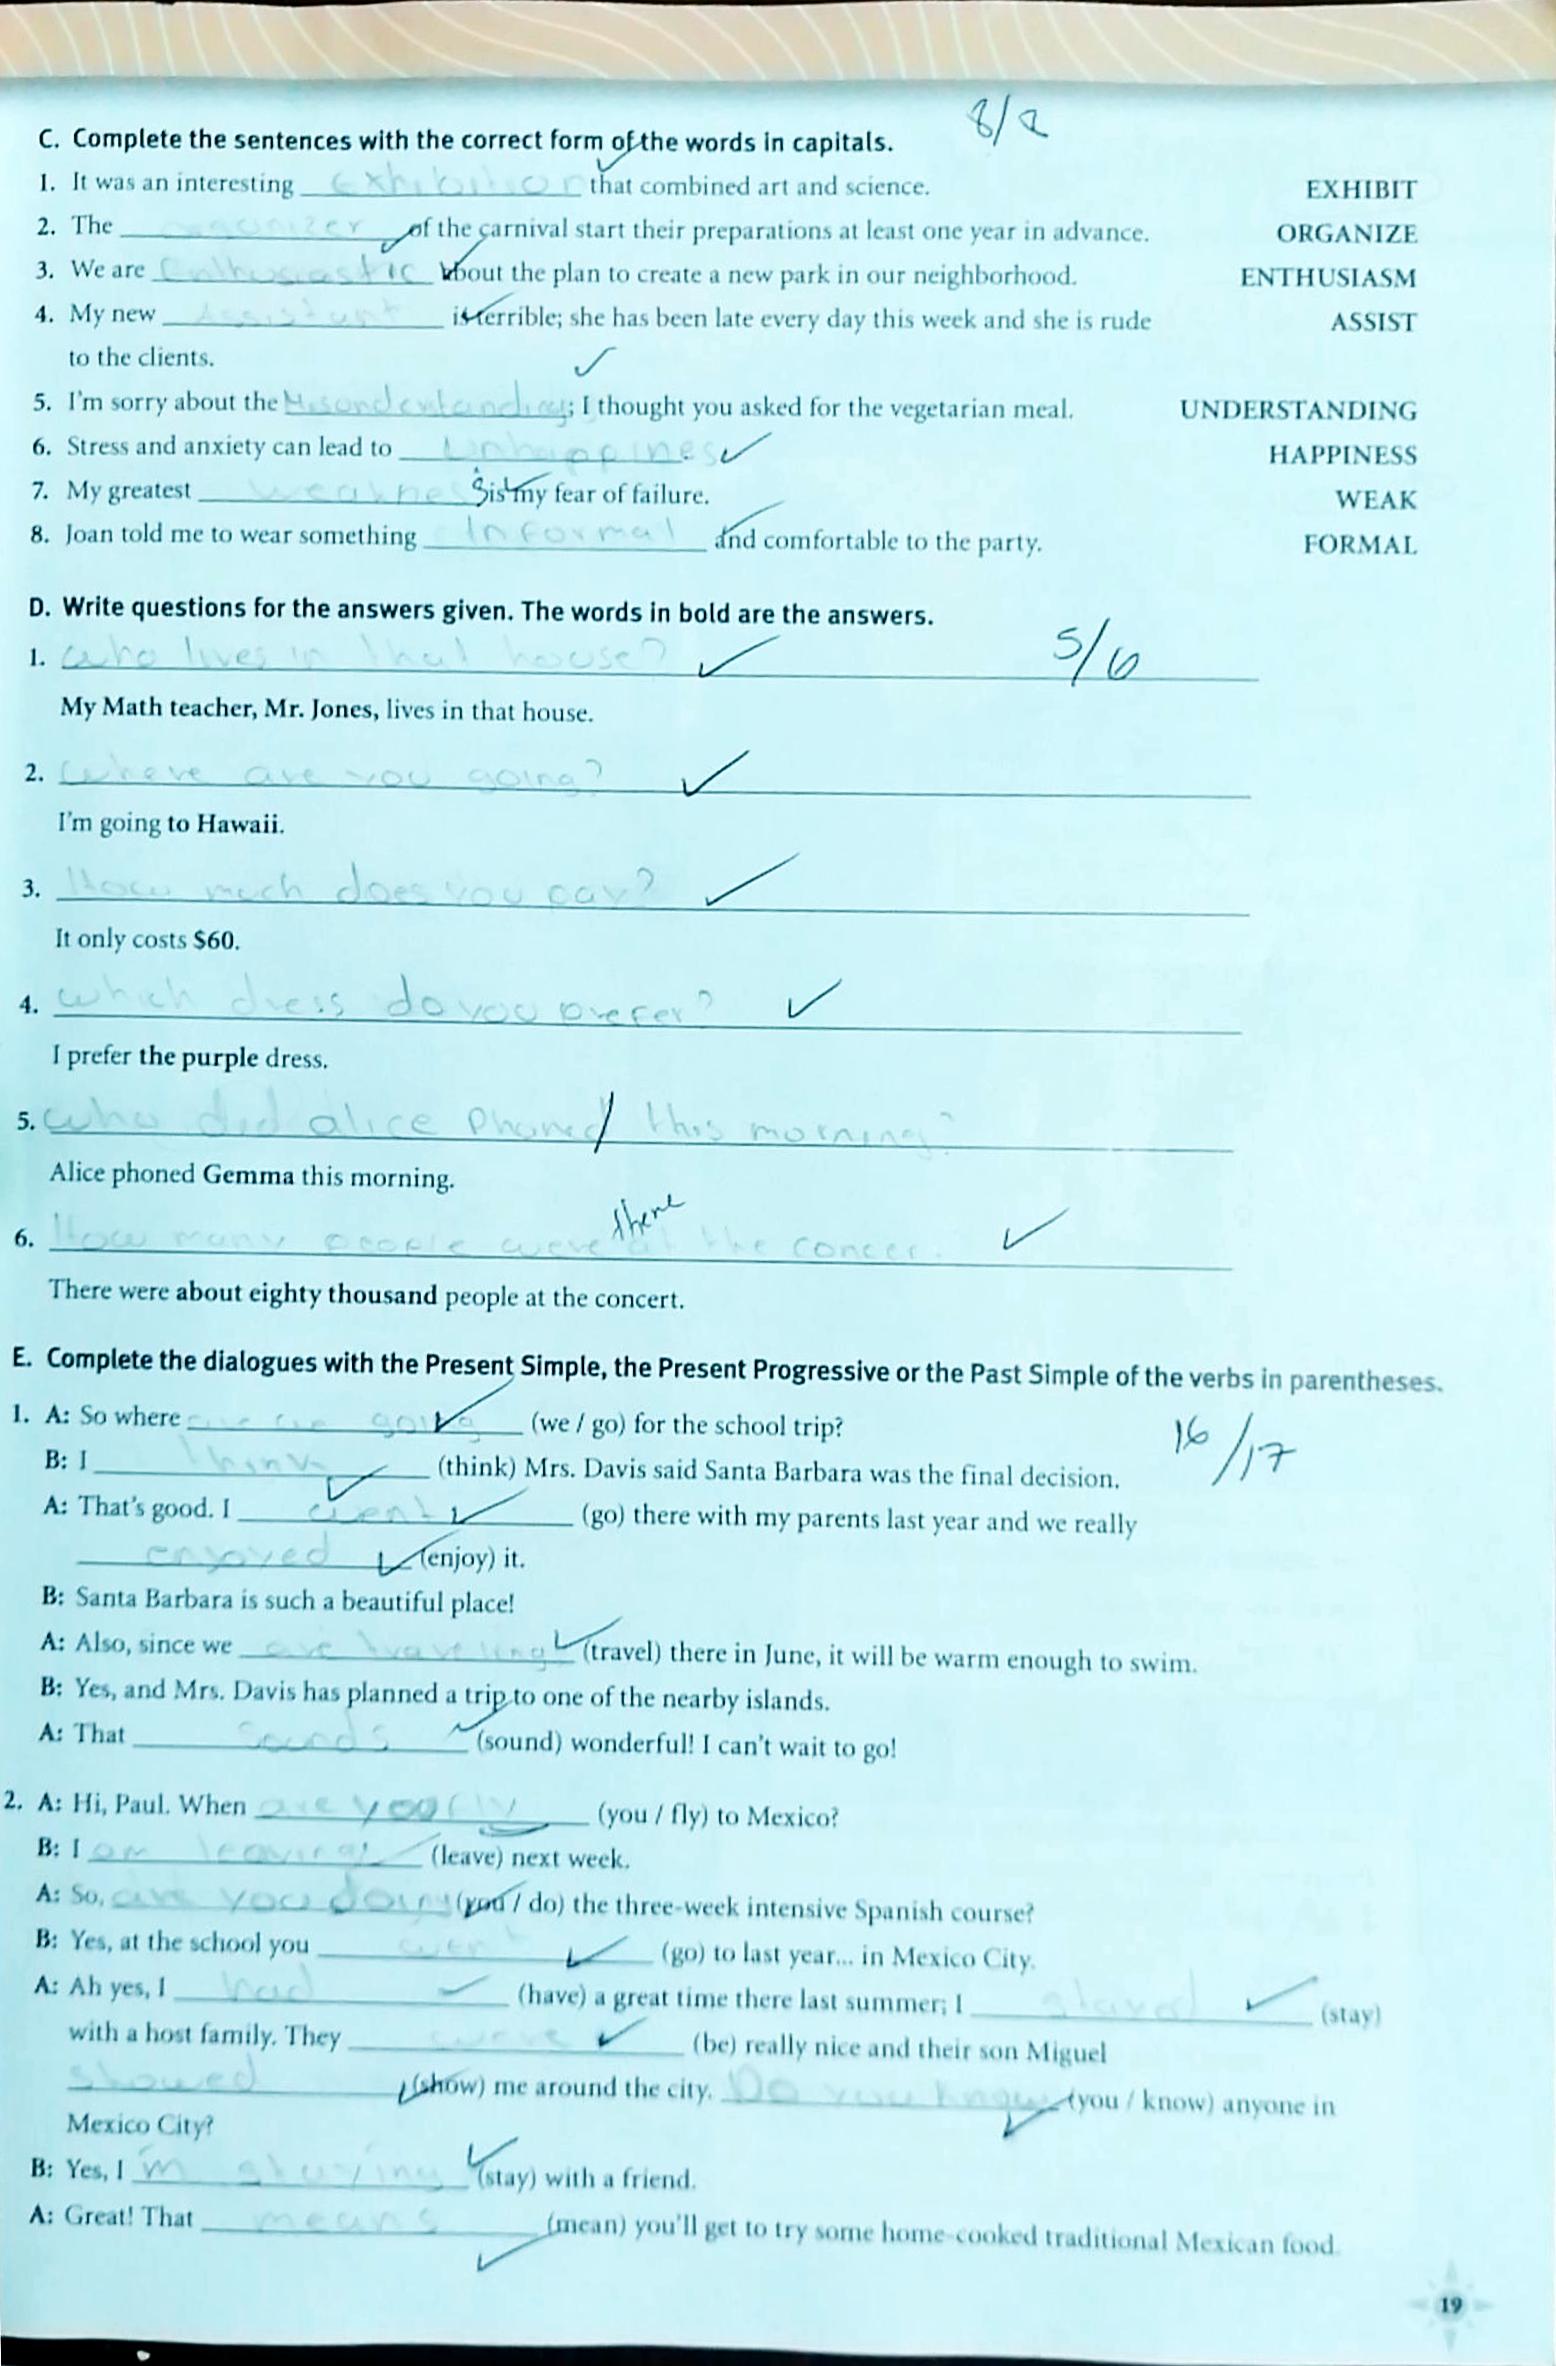 8/8
C. Complete the sentences with the correct form of the words in capitals.
1. It was an interesting exhibition that combined art and science. EXHIBIT
2. The organizer of the carnival start their preparations at least one year in advance. ORGANIZE
3. We are Enthusiastic about the plan to create a new park in our neighborhood. ENTHUSIASM
4. My new Assistant is terrible; she has been late every day this week and she is rude ASSIST
to the clients.
5. I'm sorry about the Misonderstanding; I thought you asked for the vegetarian meal. UNDERSTANDING
6. Stress and anxiety can lead to Unhappines HAPPINESS
7. My greatest weaknes s is my fear of failure. WEAK
8. Joan told me to wear something Informal and comfortable to the party. FORMAL
D. Write questions for the answers given. The words in bold are the answers.
5/6
1. who lives in that house?
My Math teacher, Mr. Jones, lives in that house.
2. where are you going?
I'm going to Hawaii.
3. How much does you pay?
It only costs $60.
4. which dress do you prefer?
I prefer the purple dress.
5. who did alice phoned this morning?
Alice phoned Gemma this morning.
there
6. How many people were at the concer.
There were about eighty thousand people at the concert.
E. Complete the dialogues with the Present Simple, the Present Progressive or the Past Simple of the verbs in parentheses.
16/17
1. A: So where are we going (we / go) for the school trip?
B: I think (think) Mrs. Davis said Santa Barbara was the final decision.
A: That's good. I went (go) there with my parents last year and we really
enjoyed (enjoy) it.
B: Santa Barbara is such a beautiful place!
A: Also, since we are traveling (travel) there in June, it will be warm enough to swim.
B: Yes, and Mrs. Davis has planned a trip to one of the nearby islands.
A: That sounds (sound) wonderful! I can't wait to go!
2. A: Hi, Paul. When are you fly (you / fly) to Mexico?
B: I am leaving (leave) next week.
A: So, are you doing (you / do) the three-week intensive Spanish course?
B: Yes, at the school you went (go) to last year... in Mexico City.
A: Ah yes, I had (have) a great time there last summer; I stayed (stay)
with a host family. They were (be) really nice and their son Miguel
showed (show) me around the city. Do you know (you / know) anyone in
Mexico City?
B: Yes, I 'm staying (stay) with a friend.
A: Great! That means (mean) you'll get to try some home-cooked traditional Mexican food.
19